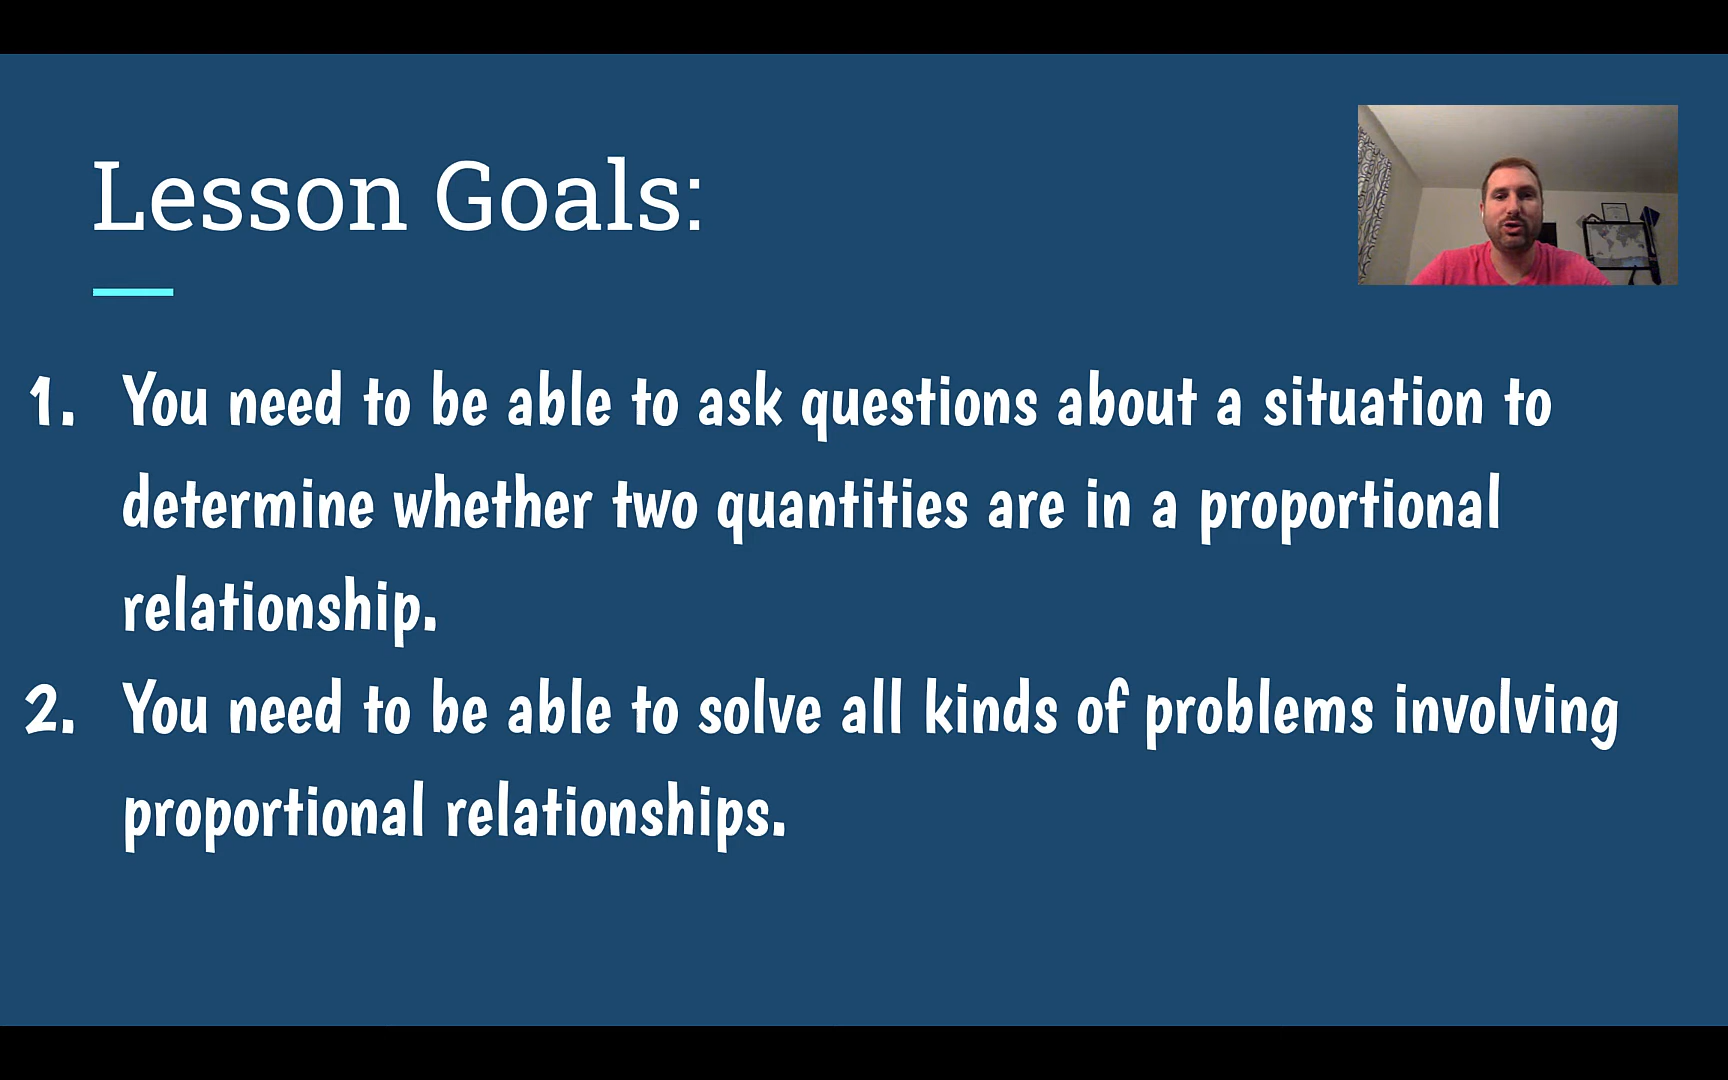 Lesson Goals:
1. You need to be able to ask questions about a situation to
determine whether two quantities are in a proportional
relationship.
2. You need to be able to solve all kinds of problems involving
proportional relationships.